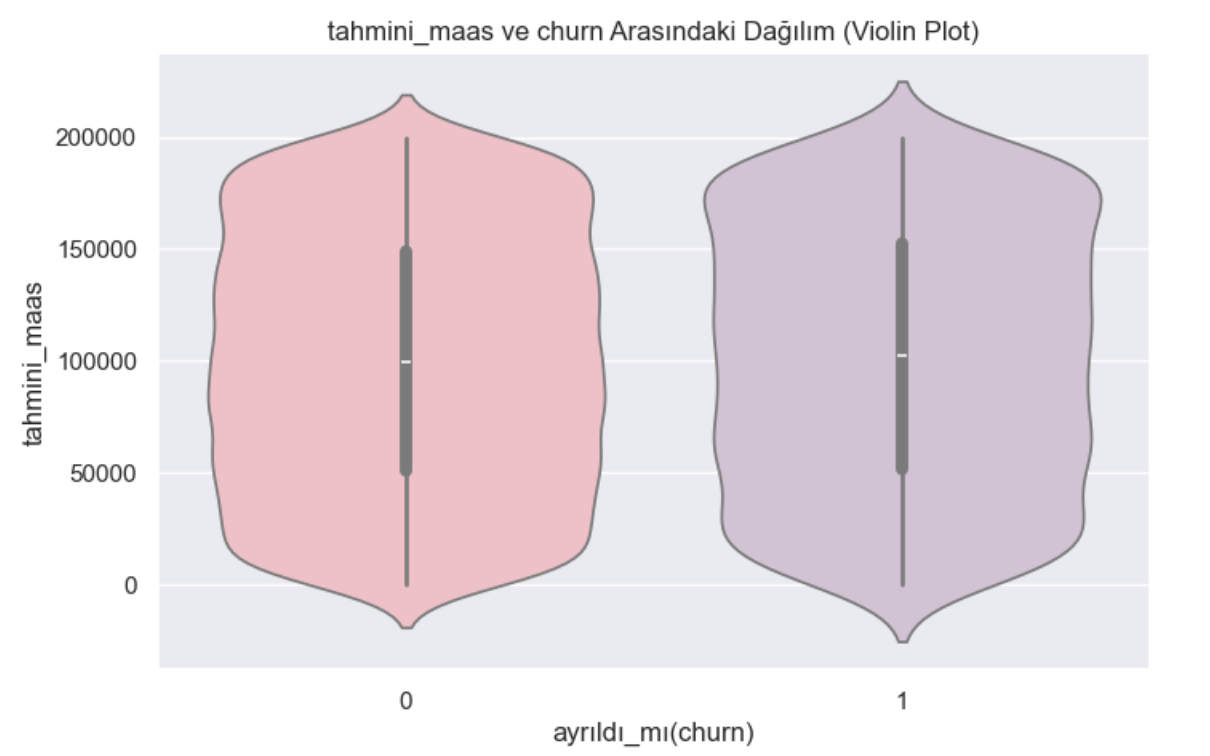 tahmini_maas ve churn Arasındaki Dağılım (Violin Plot)
tahmini_maas
200000
150000
100000
50000
0
0
1
ayrıldı_mı(churn)